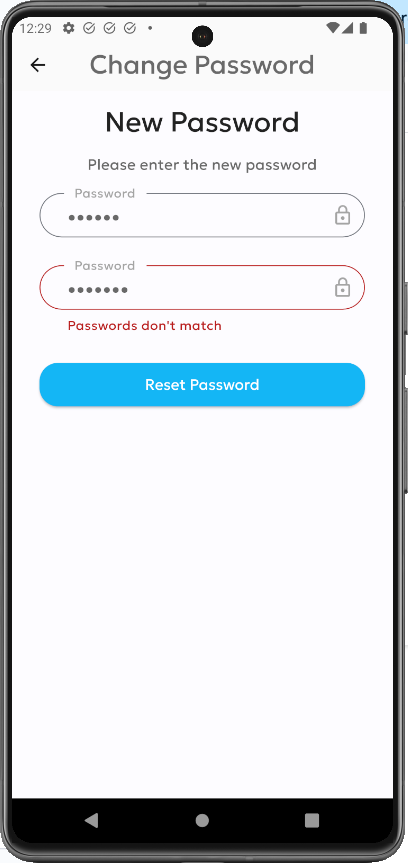 12:29
Change Password
New Password
Please enter the new password
Password
••••••
Password
•••••••
Passwords don't match
Reset Password
r